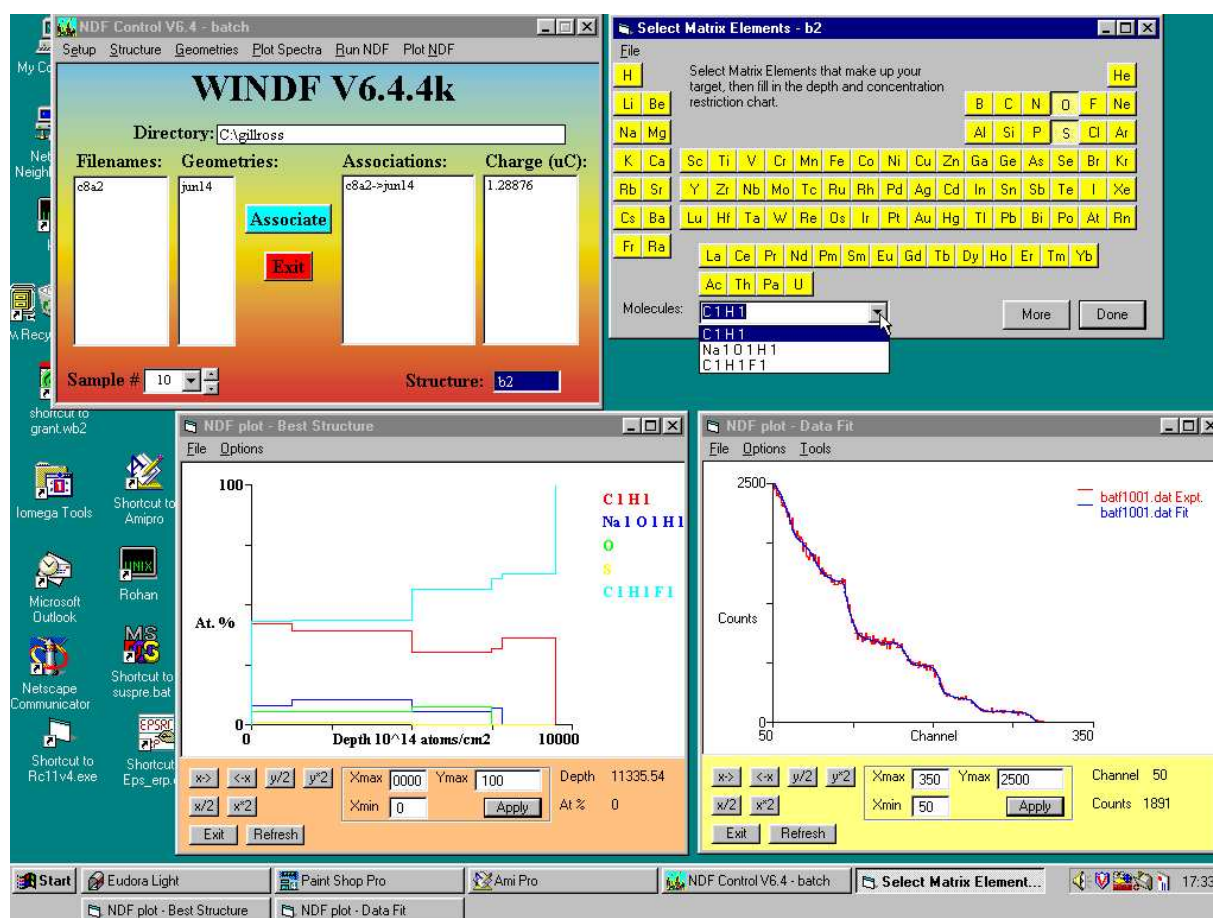 NDF Control V6.4 - batch
Setup Structure Geometries Plot Spectra Run NDF Plot NDF
WINDF V6.4.4k
Directory: C:\gillross
Filenames: Geometries: Associations: Charge (uC):
c8a2 jun14 c8a2->jun14 1.28876
Associate
Exit
Sample # 10 Structure: b2
Select Matrix Elements - b2
File
Select Matrix Elements that make up your
target, then fill in the depth and concentration
restriction chart.
H He
Li Be B C N O F Ne
Na Mg Al Si P S Cl Ar
K Ca Sc Ti V Cr Mn Fe Co Ni Cu Zn Ga Ge As Se Br Kr
Rb Sr Y Zr Nb Mo Tc Ru Rh Pd Ag Cd In Sn Sb Te I Xe
Cs Ba Lu Hf Ta W Re Os Ir Pt Au Hg Tl Pb Bi Po At Rn
Fr Ra La Ce Pr Nd Pm Sm Eu Gd Tb Dy Ho Er Tm Yb
Ac Th Pa U
Molecules: C1H1 More Done
C1H1
Na1O1H1
C1H1F1
My Co
Net
Neigh
Recy
shortcut to
grant.wb2
Iomega Tools
Shortcut to
Amipro
Microsoft
Outlook
UNIX
Rohan
Netscape
Communicator
MS
Shortcut to
suspre.bat
Shortcut to
Rc11v4.exe
EPSRC
Shortcut
Eps_erp.
NDF plot - Best Structure
File Options
100
At. %
0
0 Depth 10^14 atoms/cm2 10000
C1H1
Na1O1H1
O
S
C1H1F1
x-> <-x y/2 y*2 Xmax 0000 Ymax 100 Depth 11335.54
x/2 x*2 Xmin 0 Apply At % 0
Exit Refresh
NDF plot - Data Fit
File Options Tools
2500
Counts
0
50 Channel 350
batf1001.dat Expt.
batf1001.dat Fit
x-> <-x y/2 y*2 Xmax 350 Ymax 2500 Channel 50
x/2 x*2 Xmin 50 Apply Counts 1891
Exit Refresh
Start Eudora Light Paint Shop Pro Ami Pro NDF Control V6.4 - batch Select Matrix Element... 17:33
NDF plot - Best Structure NDF plot - Data Fit